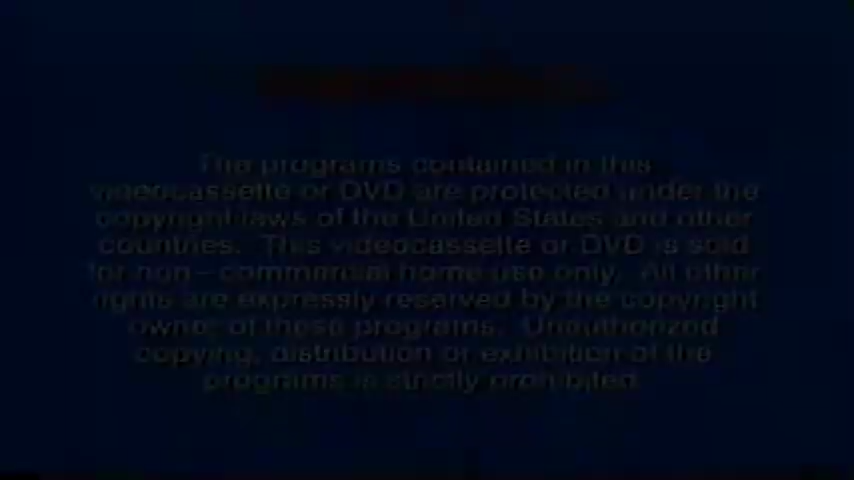 The programs contained in this
videocassette or DVD are protected under the
copyright laws of the United States and other
countries. This videocassette or DVD is sold
for non-commercial home use only. All other
rights are expressly reserved by the copyright
owner of these programs. Unauthorized
copying, distribution or exhibition of the
programs is strictly prohibited.